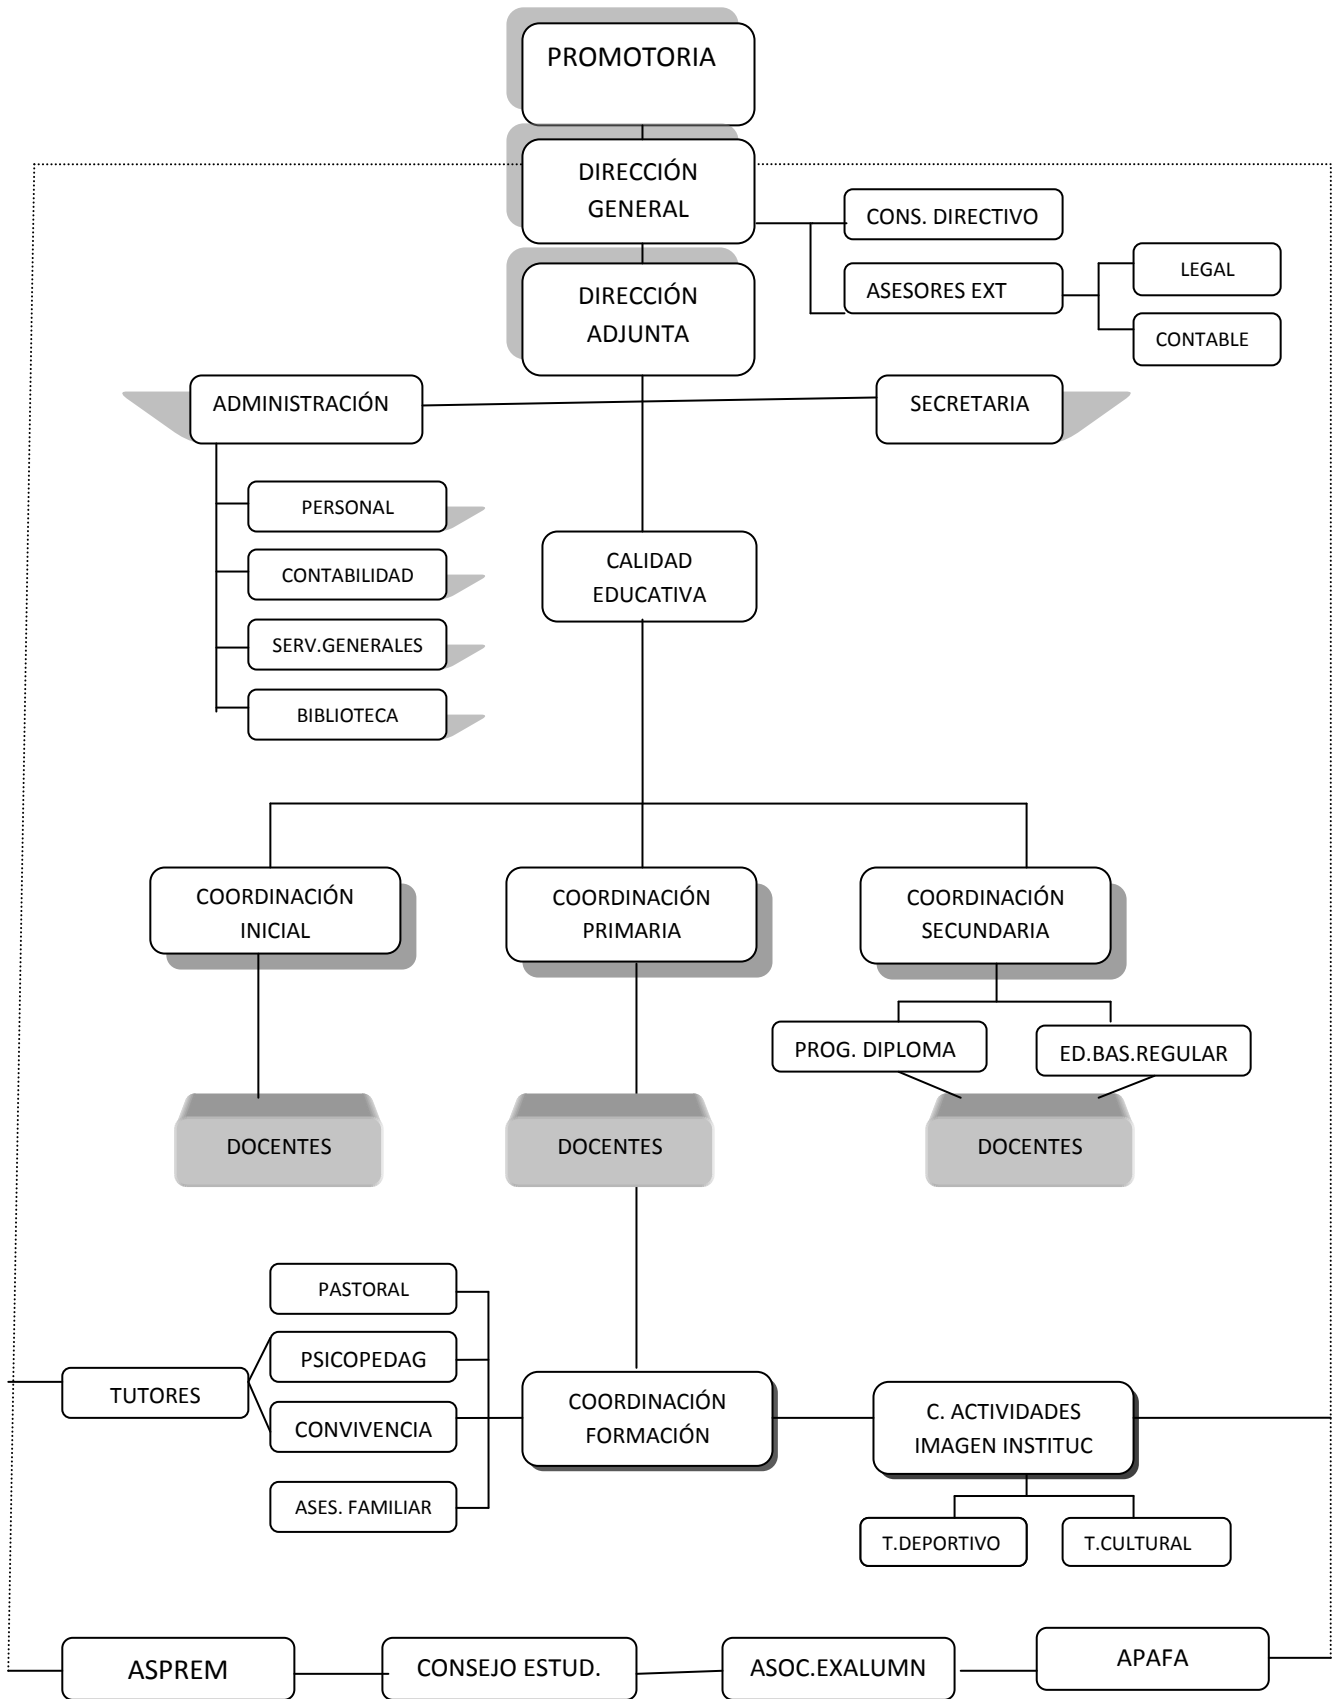 PROMOTORIA
DIRECCIÓN
GENERAL
CONS. DIRECTIVO
LEGAL
ASESORES EXT
DIRECCIÓN
ADJUNTA
CONTABLE
ADMINISTRACIÓN
SECRETARIA
PERSONAL
CONTABILIDAD
SERV.GENERALES
BIBLIOTECA
CALIDAD
EDUCATIVA
COORDINACIÓN
INICIAL
COORDINACIÓN
PRIMARIA
COORDINACIÓN
SECUNDARIA
PROG. DIPLOMA
ED.BAS.REGULAR
DOCENTES
DOCENTES
DOCENTES
PASTORAL
PSICOPEDAG
TUTORES
CONVIVENCIA
ASES. FAMILIAR
COORDINACIÓN
FORMACIÓN
C. ACTIVIDADES
IMAGEN INSTITUC
T.DEPORTIVO
T.CULTURAL
ASPREM
CONSEJO ESTUD.
ASOC.EXALUMN
APAFA